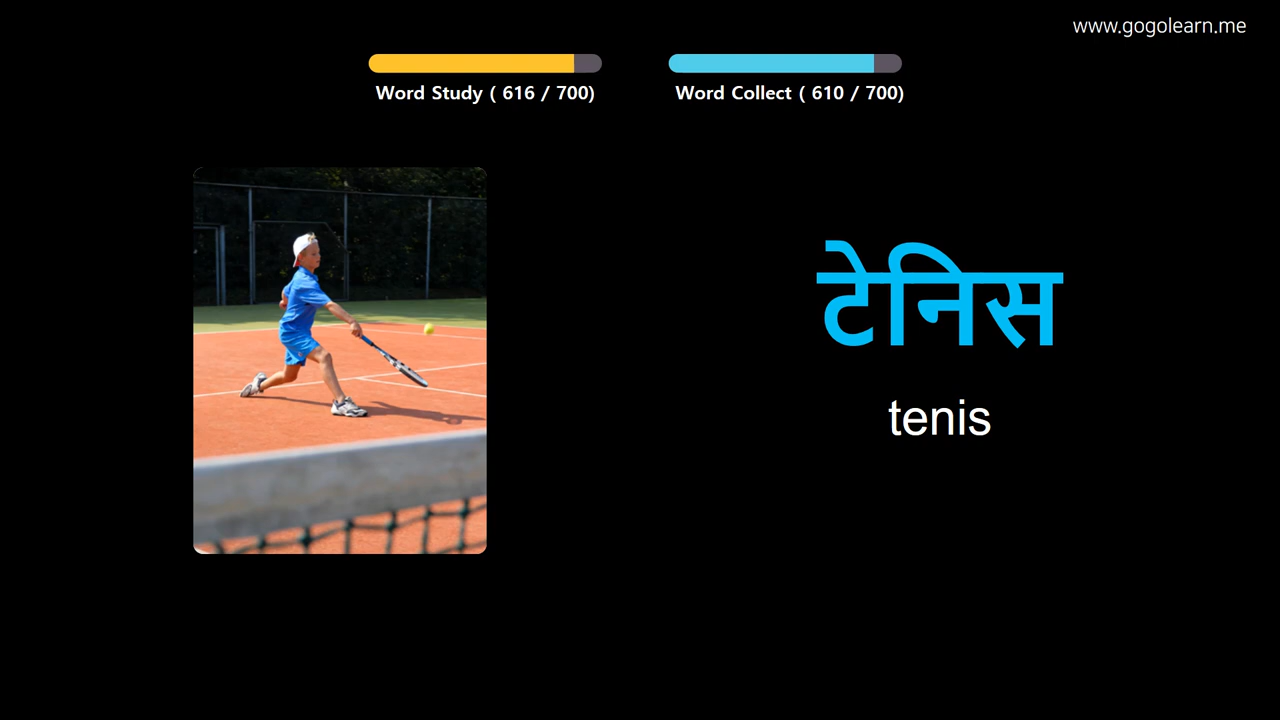 www.gogolearn.me
Word Study ( 616 / 700)
Word Collect ( 610 / 700)
टेनिस
tenis